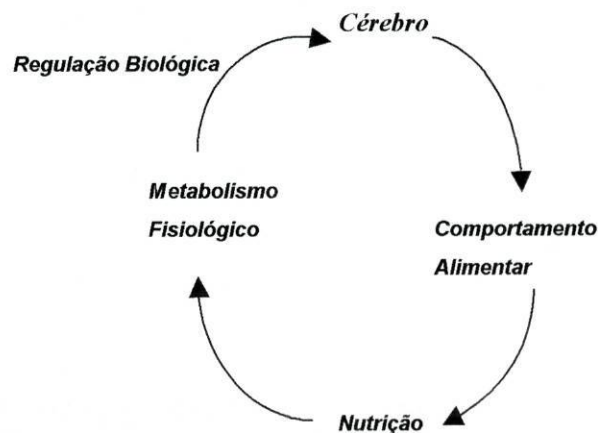 Cérebro
Regulação Biológica
Metabolismo
Fisiológico
Comportamento
Alimentar
Nutrição